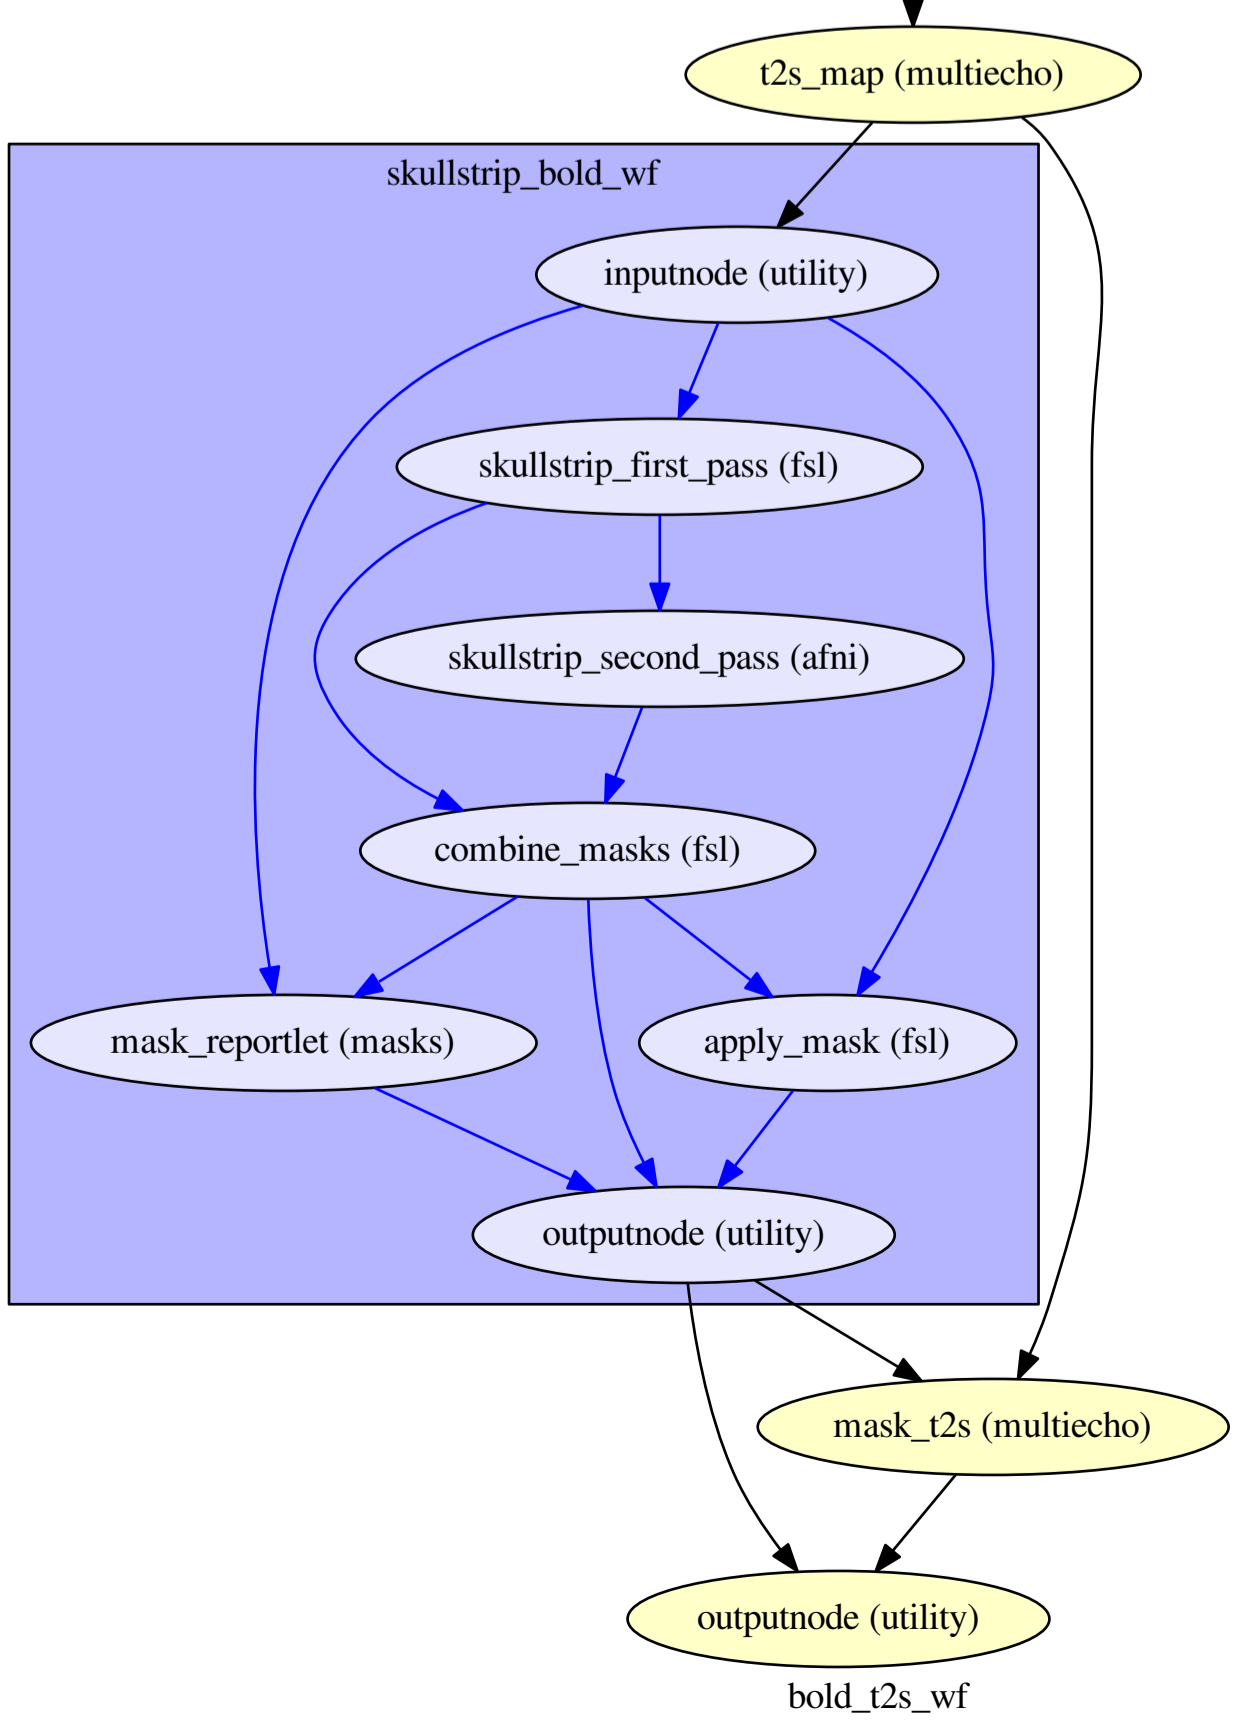 t2s_map (multiecho)
skullstrip_bold_wf
inputnode (utility)
skullstrip_first_pass (fsl)
skullstrip_second_pass (afni)
combine_masks (fsl)
mask_reportlet (masks)
apply_mask (fsl)
outputnode (utility)
mask_t2s (multiecho)
outputnode (utility)
bold_t2s_wf